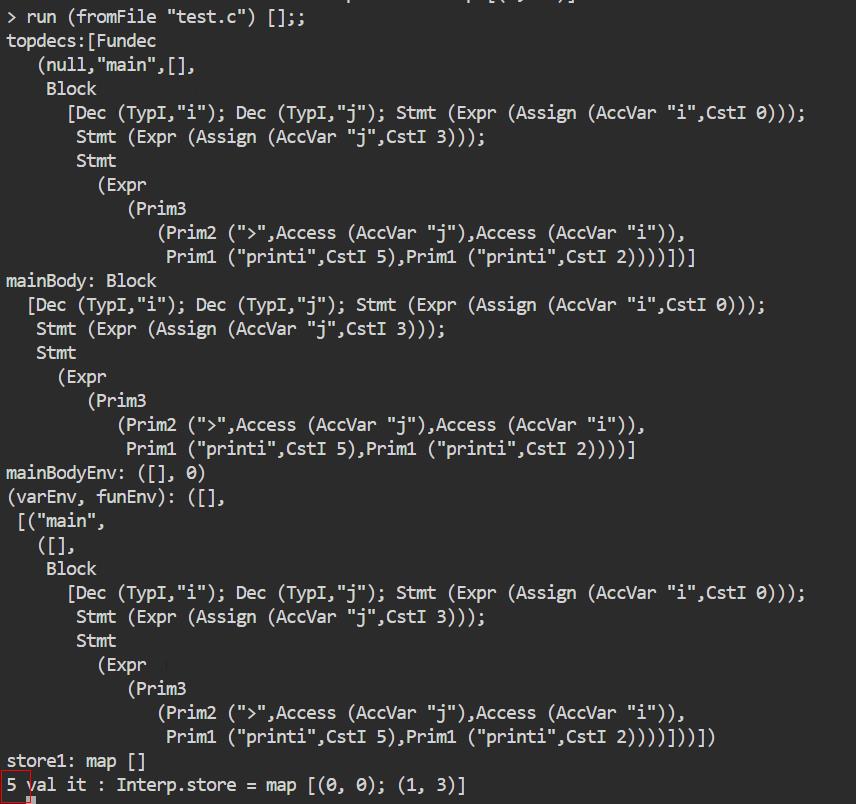 > run (fromFile "test.c") [];;
topdecs:[Fundec
   (null,"main",[],
    Block
      [Dec (TypI,"i"); Dec (TypI,"j"); Stmt (Expr (Assign (AccVar "i",CstI 0)));
       Stmt (Expr (Assign (AccVar "j",CstI 3)));
       Stmt
         (Expr
            (Prim3
               (Prim2 (">",Access (AccVar "j"),Access (AccVar "i")),
                Prim1 ("printi",CstI 5),Prim1 ("printi",CstI 2))))])]
mainBody: Block
  [Dec (TypI,"i"); Dec (TypI,"j"); Stmt (Expr (Assign (AccVar "i",CstI 0)));
   Stmt (Expr (Assign (AccVar "j",CstI 3)));
   Stmt
     (Expr
        (Prim3
           (Prim2 (">",Access (AccVar "j"),Access (AccVar "i")),
            Prim1 ("printi",CstI 5),Prim1 ("printi",CstI 2))))]
mainBodyEnv: ([], 0)
(varEnv, funEnv): ([],
 [("main",
   ([],
    Block
      [Dec (TypI,"i"); Dec (TypI,"j"); Stmt (Expr (Assign (AccVar "i",CstI 0)));
       Stmt (Expr (Assign (AccVar "j",CstI 3)));
       Stmt
         (Expr
            (Prim3
               (Prim2 (">",Access (AccVar "j"),Access (AccVar "i")),
                Prim1 ("printi",CstI 5),Prim1 ("printi",CstI 2))))]))])
store1: map []
5 val it : Interp.store = map [(0, 0); (1, 3)]